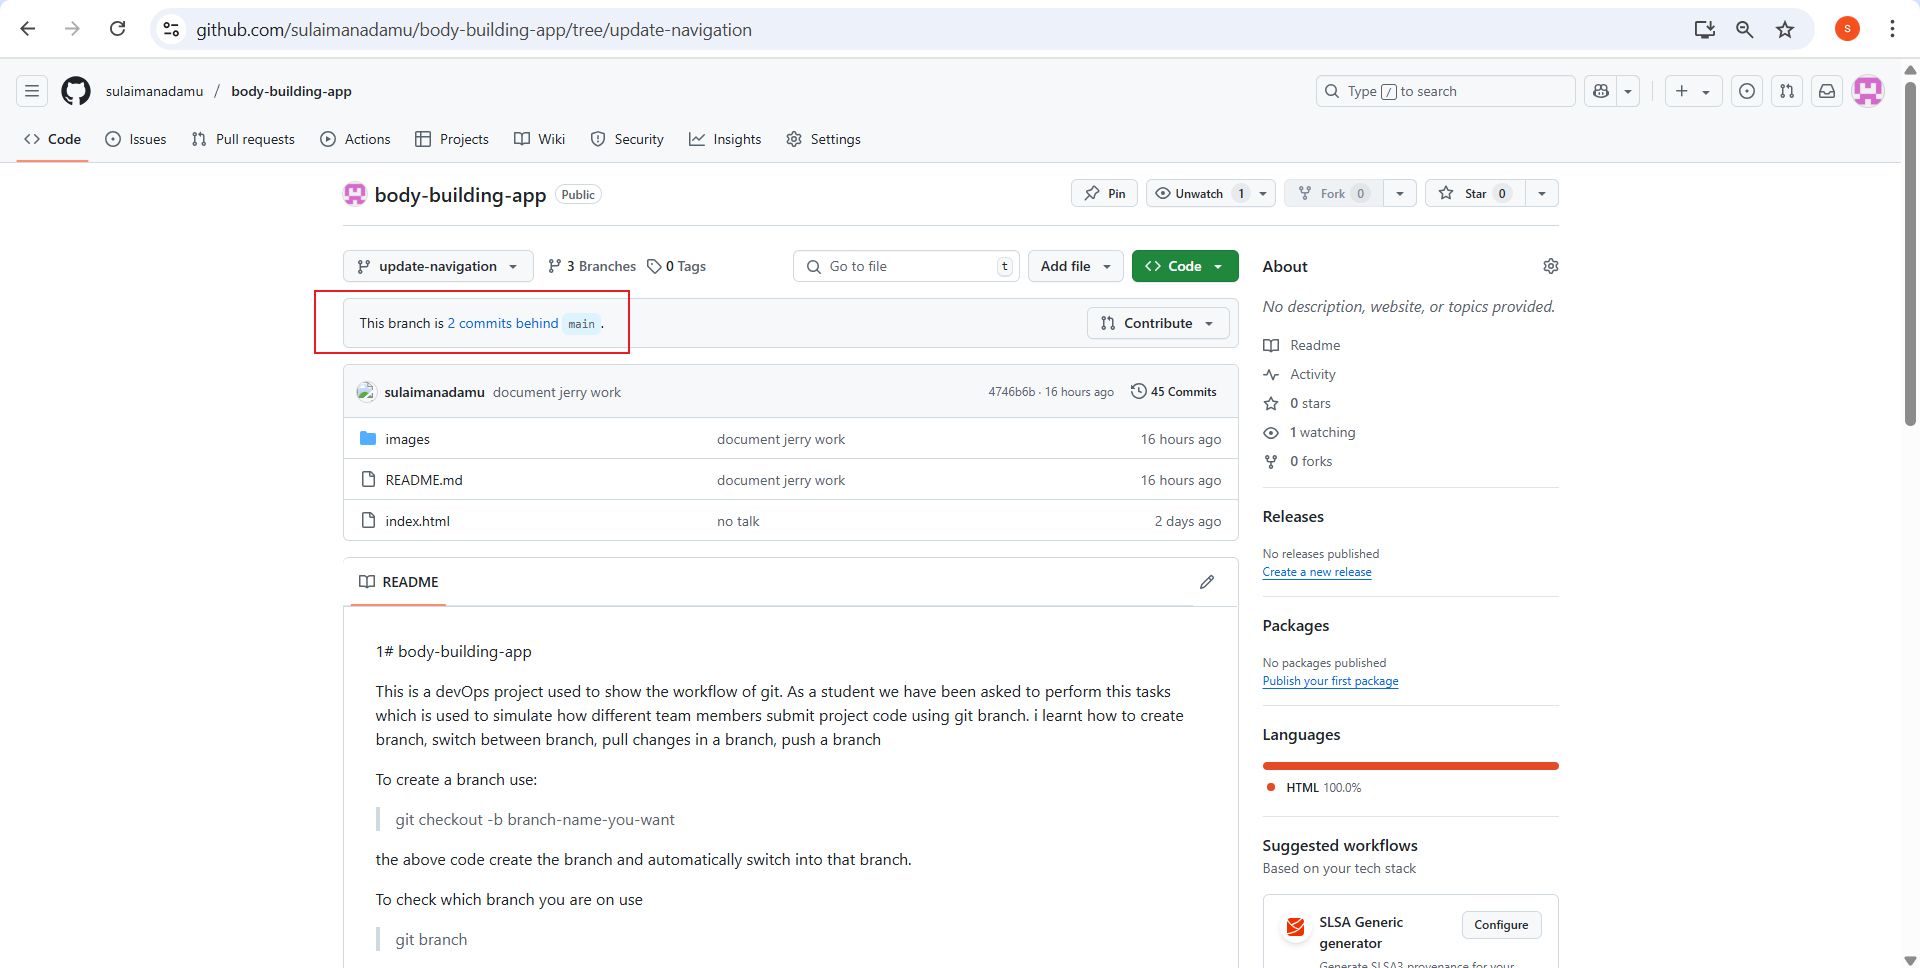 github.com/sulaimanadamu/body-building-app/tree/update-navigation
S
sulaimanadamu / body-building-app
Type / to search
Code Issues Pull requests Actions Projects Wiki Security Insights Settings
body-building-app Public
Pin Unwatch 1 Fork 0 Star 0
update-navigation 3 Branches 0 Tags Go to file t Add file Code
This branch is 2 commits behind main.
Contribute
sulaimanadamu document jerry work 4746b6b · 16 hours ago 45 Commits
images document jerry work 16 hours ago
README.md document jerry work 16 hours ago
index.html no talk 2 days ago
README
1# body-building-app
This is a devOps project used to show the workflow of git. As a student we have been asked to perform this tasks
which is used to simulate how different team members submit project code using git branch. i learnt how to create
branch, switch between branch, pull changes in a branch, push a branch
To create a branch use:
git checkout -b branch-name-you-want
the above code create the branch and automatically switch into that branch.
To check which branch you are on use
git branch
About
No description, website, or topics provided.
Readme
Activity
0 stars
1 watching
0 forks
Releases
No releases published
Create a new release
Packages
No packages published
Publish your first package
Languages
HTML 100.0%
Suggested workflows
Based on your tech stack
SLSA Generic
generator
Configure
Generate SLSA3 provenance for your